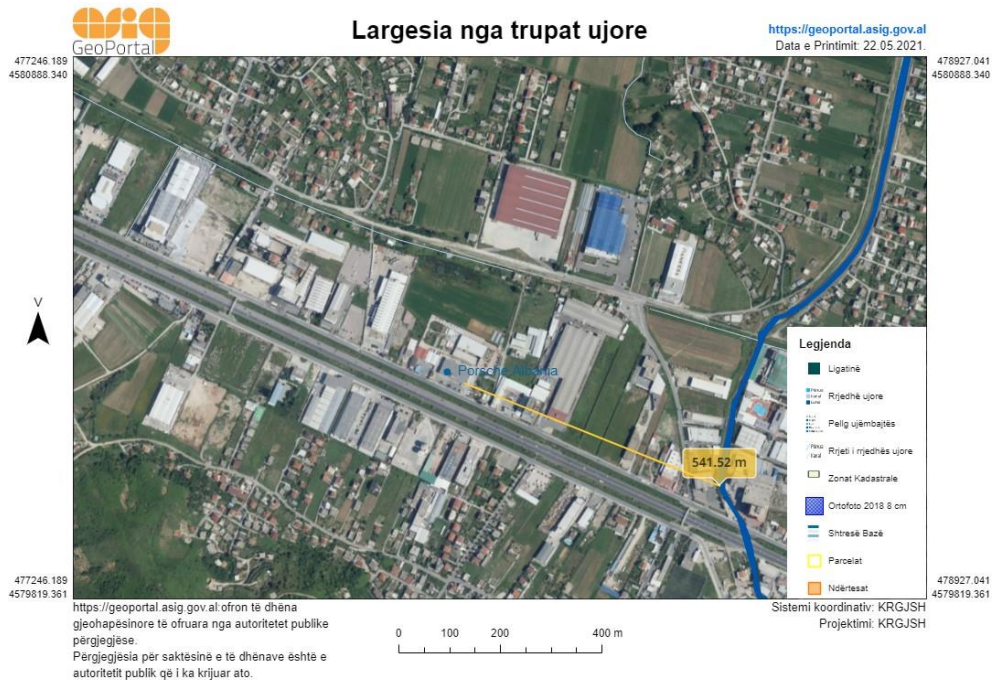 asig
GeoPortal
Largesia nga trupat ujore
https://geoportal.asig.gov.al
Data e Printimit: 22.05.2021.
477246.189
4580888.340
478927.041
4580888.340
V
Porsche Albania
541.52 m
Legjenda
Ligatinë
Rrjedhë ujore
Pellg ujëmbajtës
Rrjeti i rrjedhës ujore
Zonat Kadastrale
Ortofoto 2018 8 cm
Shtresë Bazë
Parcelat
Ndërtesat
477246.189
4579819.361
478927.041
4579819.361
https://geoportal.asig.gov.al:ofron të dhëna
gjeohapësinore të ofruara nga autoritetet publike
përgjegjëse.
Përgjegjësia për saktësinë e të dhënave është e
autoritetit publik që i ka krijuar ato.
0 100 200 400 m
Sistemi koordinativ: KRGJSH
Projektimi: KRGJSH